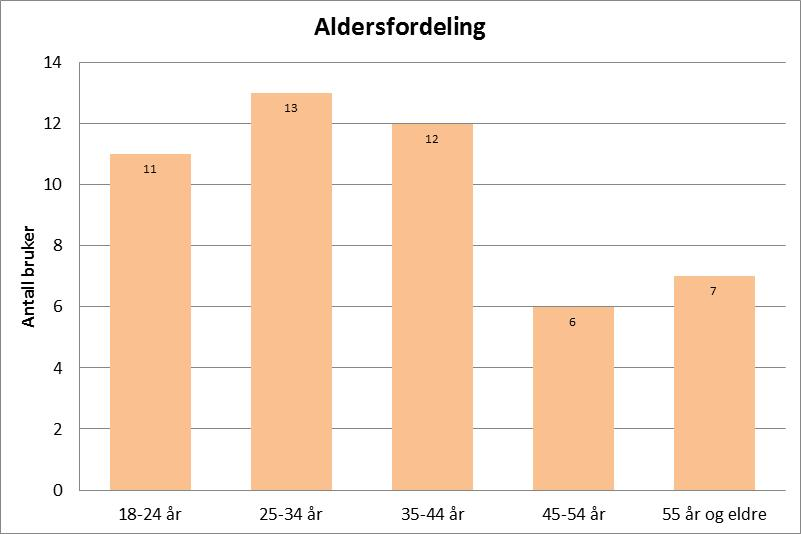 Aldersfordeling
Antall bruker
14
12
10
8
6
4
2
0
11
13
12
6
7
18-24 år
25-34 år
35-44 år
45-54 år
55 år og eldre